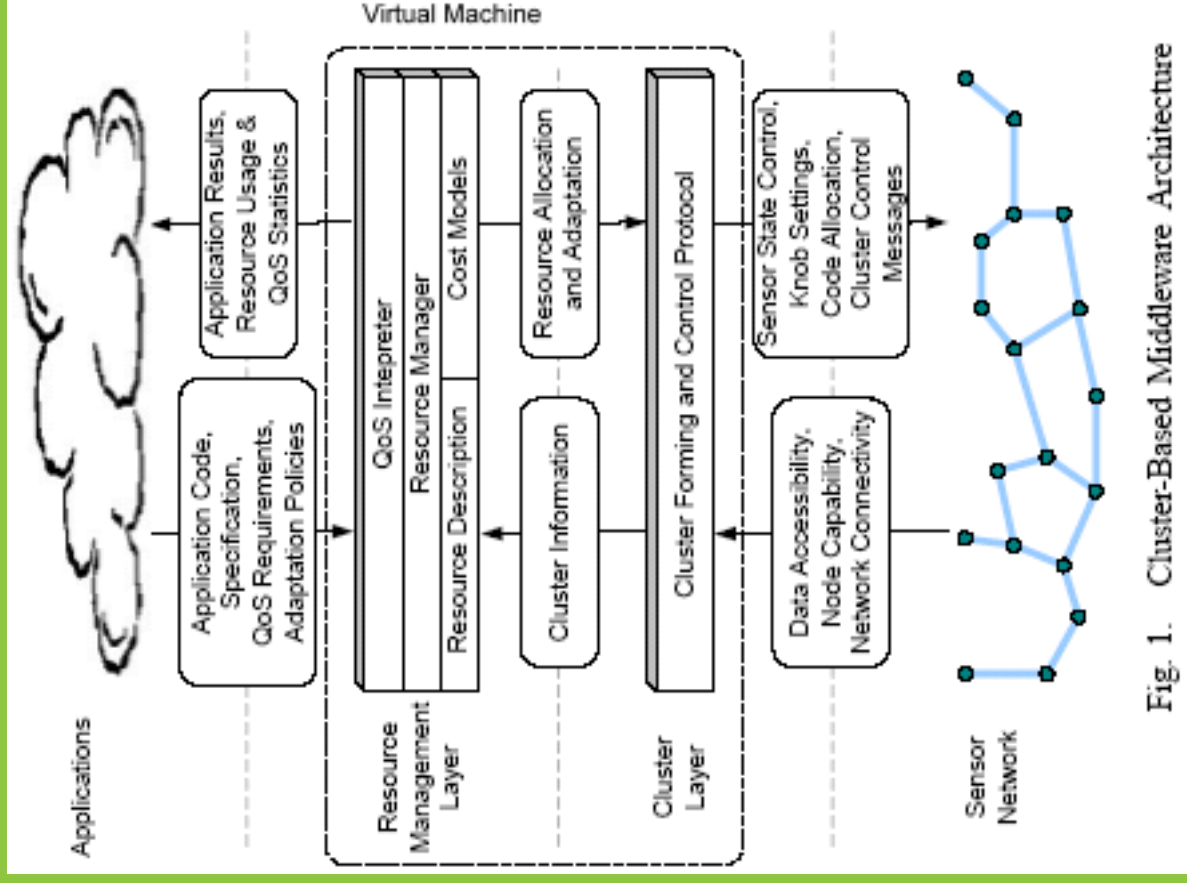 Virtual Machine
Applications
Application Code,
Specification,
QoS Requirements,
Adaptation Policies
Application Results,
Resource Usage &
QoS Statistics
Resource
Management
Layer
QoS Intepreter
Resource Manager
Resource Description
Cost Models
Cluster Information
Resource Allocation
and Adaptation
Cluster
Layer
Cluster Forming and Control Protocol
Data Accessibility,
Node Capability,
Network Connectivity
Sensor State Control,
Knob Settings,
Code Allocation,
Cluster Control
Messages
Sensor
Network
Fig. 1. Cluster-Based Middleware Architecture